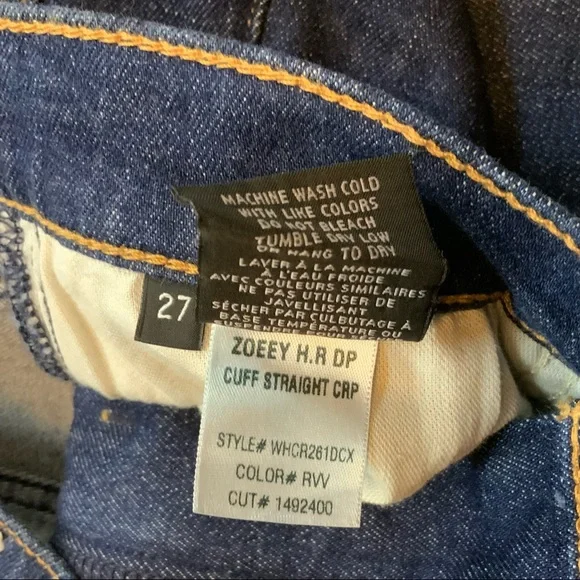 MACHINE WASH COLD
WITH LIKE COLORS
DO NOT BLEACH
TUMBLE DRY LOW
OR HANG TO DRY
LAVER À LA MACHINE
À L'EAU FROIDE
AVEC COULEURS SIMILAIRES
NE PAS UTILISER DE
JAVELLISANT
SÉCHER PAR CULBUTAGE À
BASE TEMPÉRATURE OU
27
ZOEEY H.R DP
CUFF STRAIGHT CRP
STYLE# WHCR261DCX
COLOR# RVV
CUT# 1492400